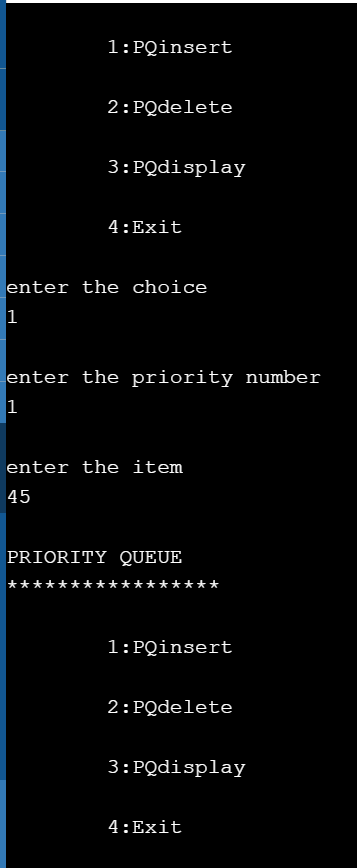 1:PQinsert
2:PQdelete
3:PQdisplay
4:Exit
enter the choice
1
enter the priority number
1
enter the item
45
PRIORITY QUEUE
*****************
1:PQinsert
2:PQdelete
3:PQdisplay
4:Exit